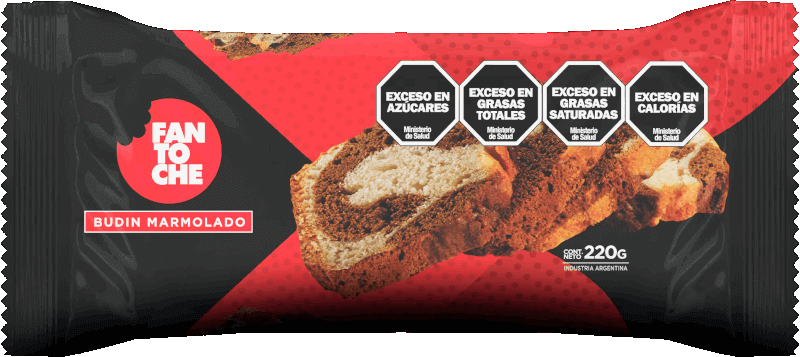 FAN
TO
CHE
BUDIN MARMOLADO
EXCESO EN
AZÚCARES
Ministerio
de Salud
EXCESO EN
GRASAS
TOTALES
Ministerio
de Salud
EXCESO EN
GRASAS
SATURADAS
Ministerio
de Salud
EXCESO EN
CALORÍAS
Ministerio
de Salud
CONT.
NETO 220G
INDUSTRIA ARGENTINA